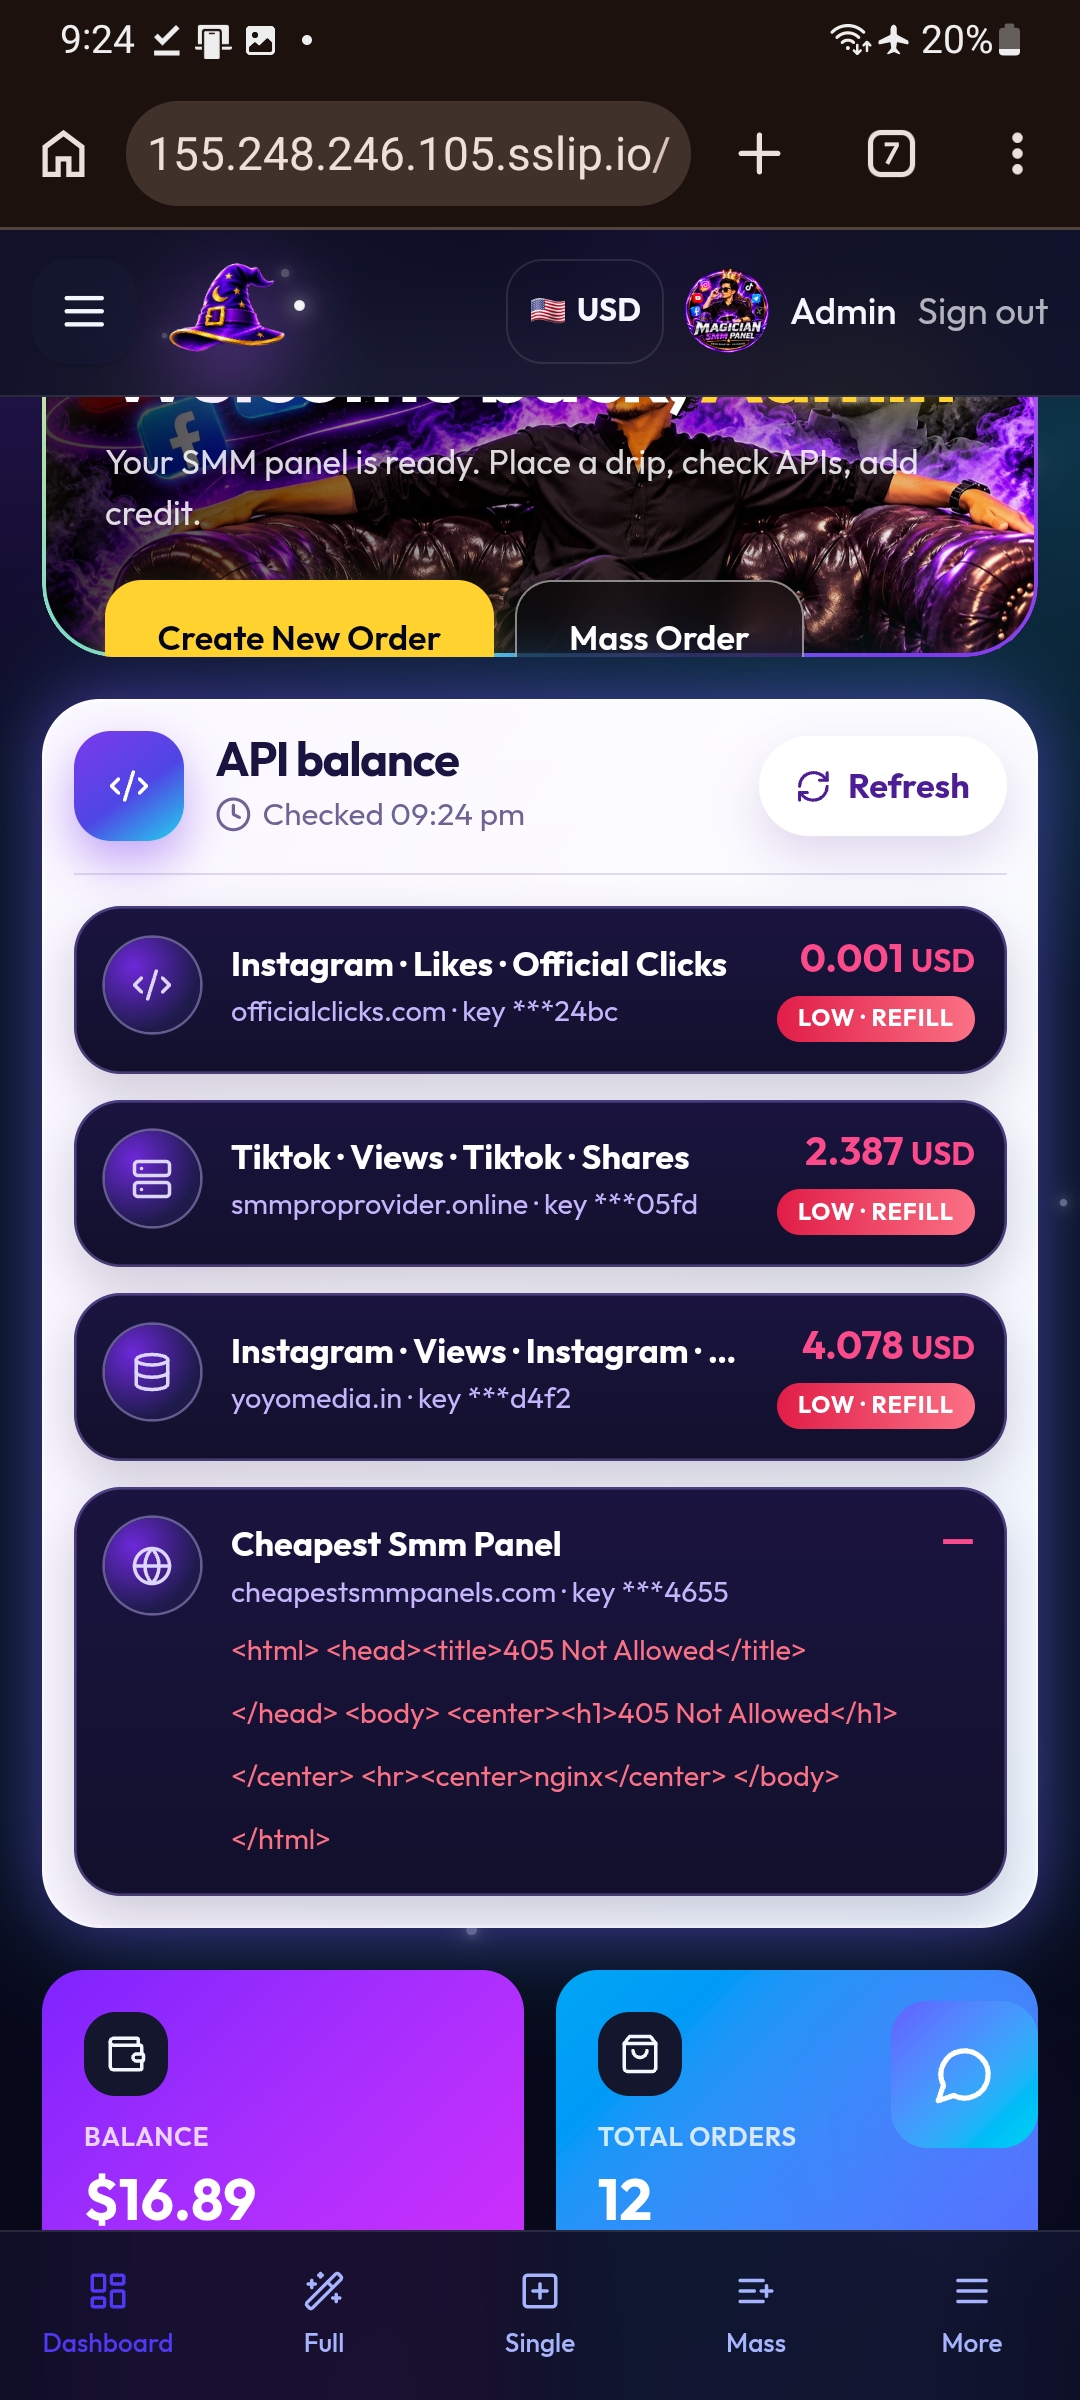 9:24
20%
155.248.246.105.sslip.io/
7
🇺🇸 USD
MAGICIAN
SMM PANEL
Admin
Sign out
Welcome back, Admin
Your SMM panel is ready. Place a drip, check APIs, add
credit.
Create New Order
Mass Order
API balance
Checked 09:24 pm
Refresh
Instagram · Likes · Official Clicks
0.001 USD
officialclicks.com · key ***24bc
LOW · REFILL
Tiktok · Views · Tiktok · Shares
2.387 USD
smmproprovider.online · key ***05fd
LOW · REFILL
Instagram · Views · Instagram · ...
4.078 USD
yoyomedia.in · key ***d4f2
LOW · REFILL
Cheapest Smm Panel
—
cheapestsmmpanels.com · key ***4655
<html> <head><title>405 Not Allowed</title>
</head> <body> <center><h1>405 Not Allowed</h1>
</center> <hr><center>nginx</center> </body>
</html>
BALANCE
$16.89
TOTAL ORDERS
12
Dashboard
Full
Single
Mass
More